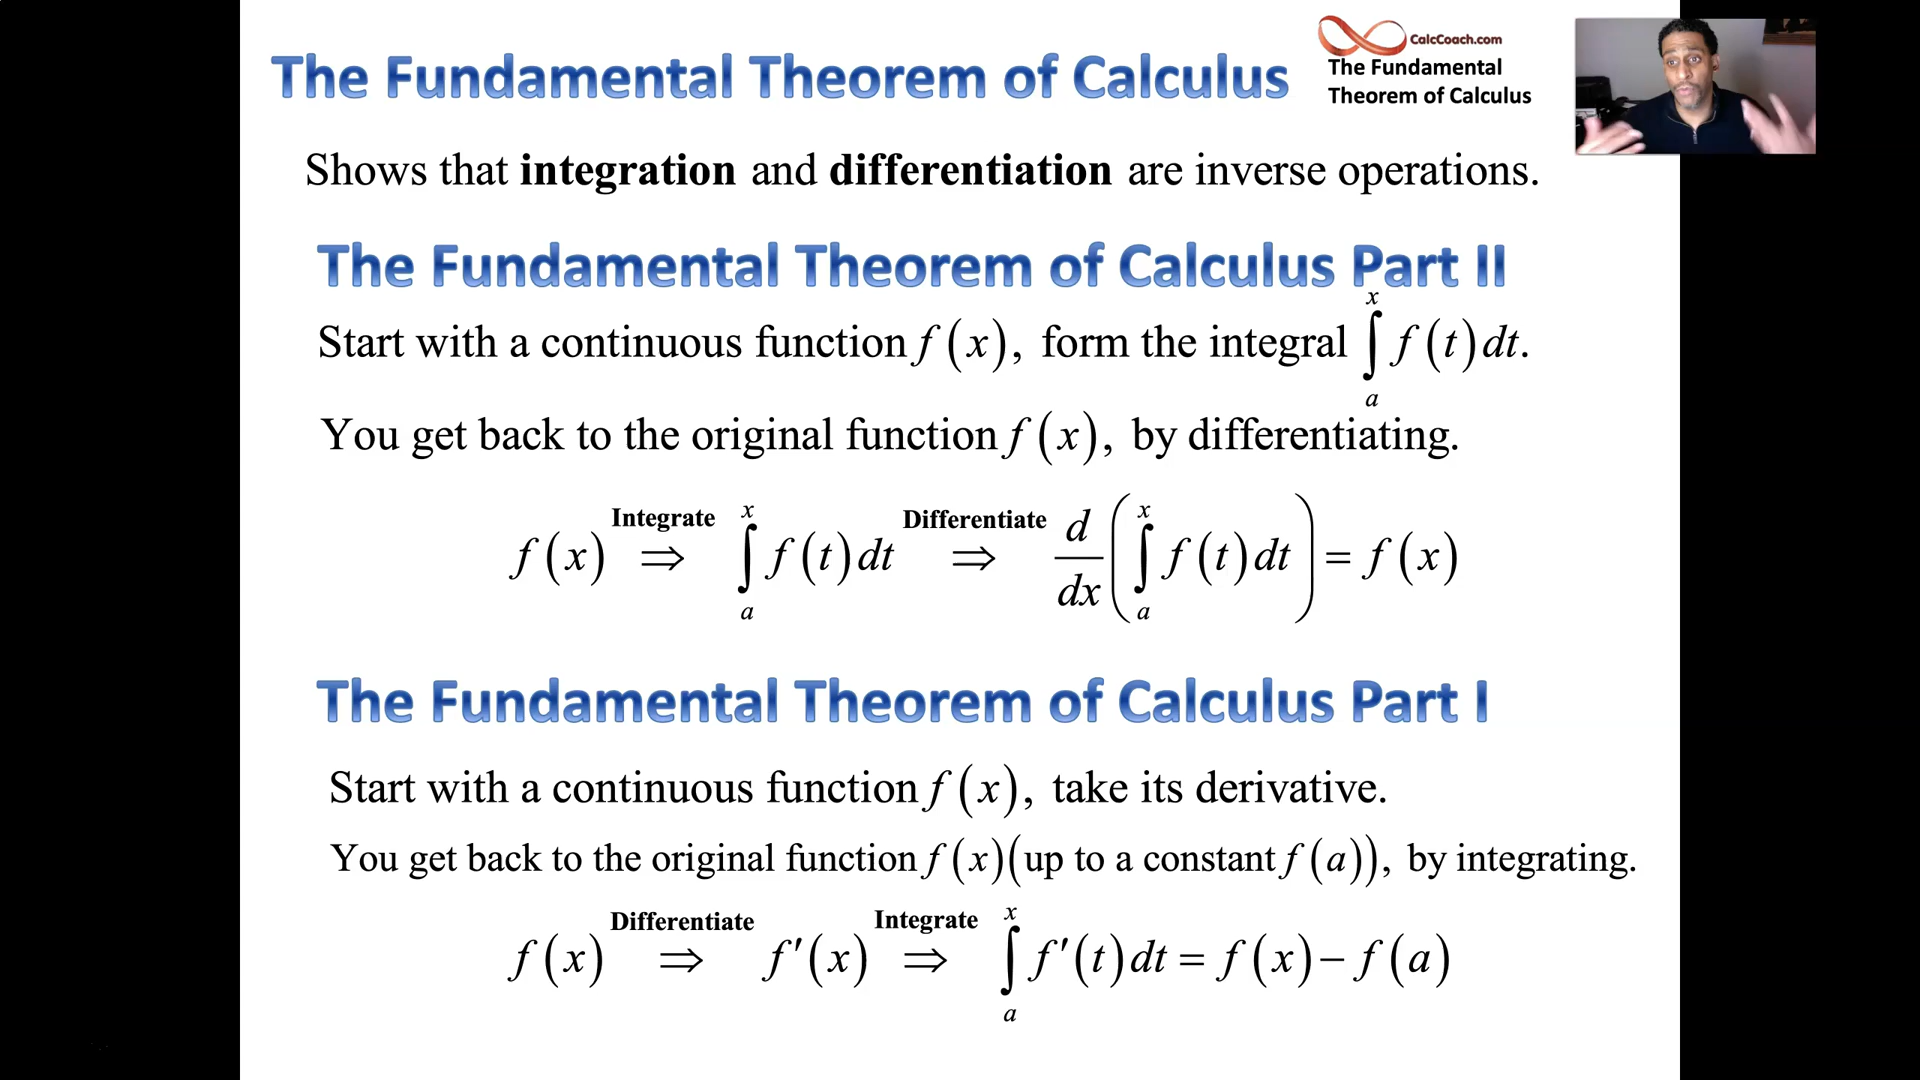 The Fundamental Theorem of Calculus
CalcCoach.com
The Fundamental
Theorem of Calculus
Shows that integration and differentiation are inverse operations.
The Fundamental Theorem of Calculus Part II
Start with a continuous function f(x), form the integral ∫ₐˣ f(t)dt.
You get back to the original function f(x), by differentiating.
f(x) Integrate ⇒ ∫ₐˣ f(t)dt Differentiate ⇒ d/dx(∫ₐˣ f(t)dt) = f(x)
The Fundamental Theorem of Calculus Part I
Start with a continuous function f(x), take its derivative.
You get back to the original function f(x)(up to a constant f(a)), by integrating.
f(x) Differentiate ⇒ f′(x) Integrate ⇒ ∫ₐˣ f′(t)dt = f(x)−f(a)